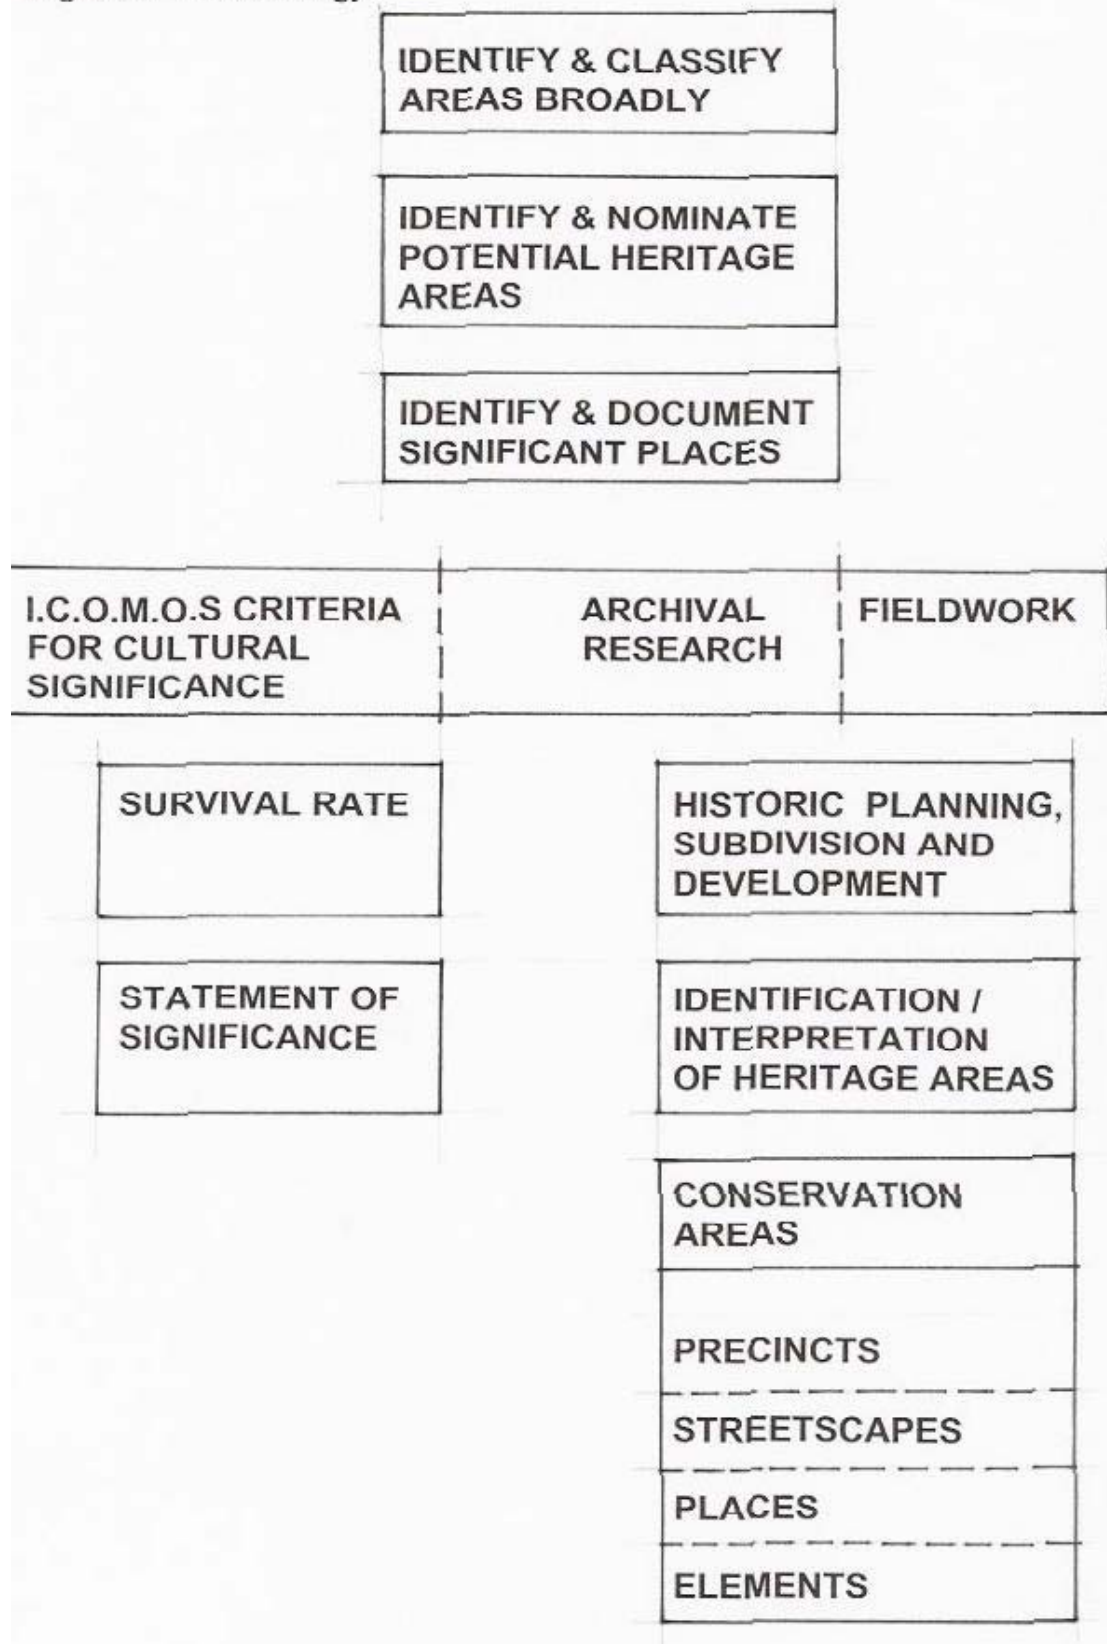 IDENTIFY & CLASSIFY
AREAS BROADLY
IDENTIFY & NOMINATE
POTENTIAL HERITAGE
AREAS
IDENTIFY & DOCUMENT
SIGNIFICANT PLACES
I.C.O.M.O.S CRITERIA
FOR CULTURAL
SIGNIFICANCE
ARCHIVAL
RESEARCH
FIELDWORK
SURVIVAL RATE
STATEMENT OF
SIGNIFICANCE
HISTORIC PLANNING,
SUBDIVISION AND
DEVELOPMENT
IDENTIFICATION /
INTERPRETATION
OF HERITAGE AREAS
CONSERVATION
AREAS
PRECINCTS
STREETSCAPES
PLACES
ELEMENTS